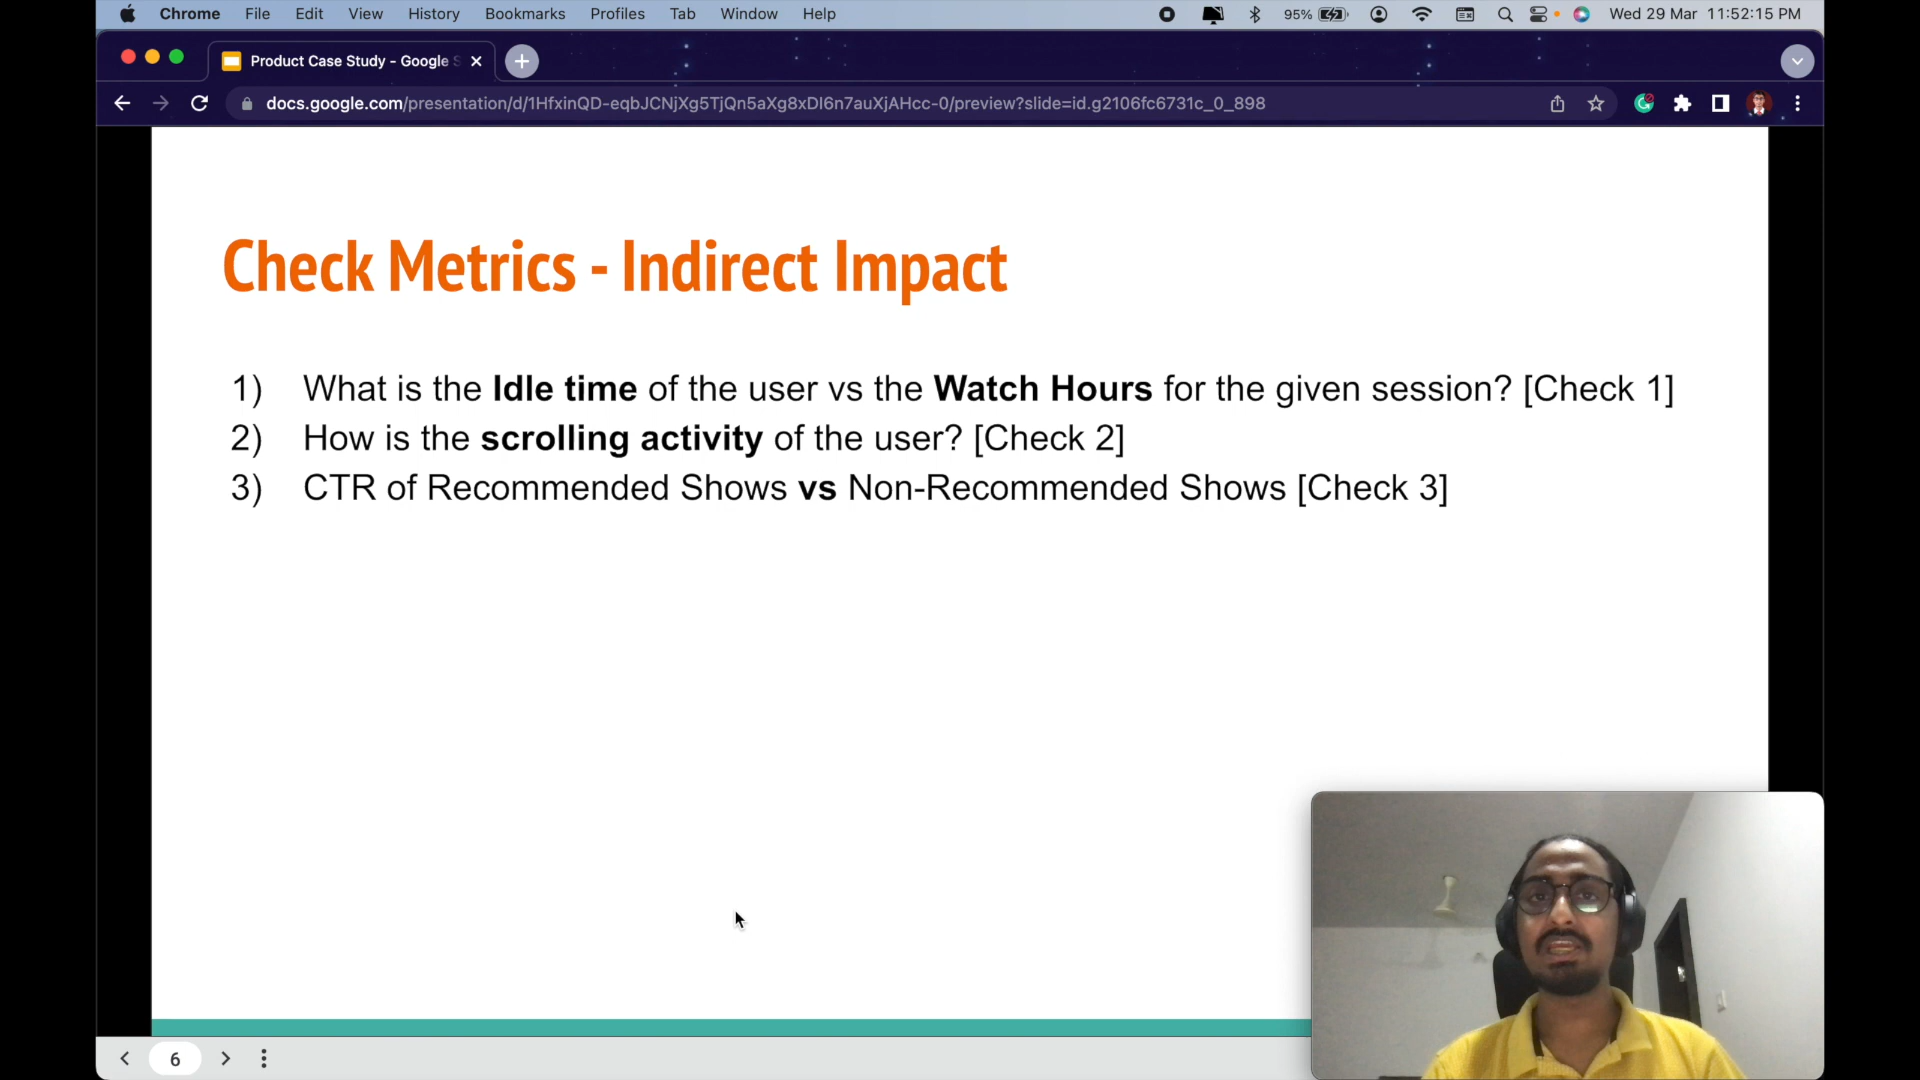 Chrome File Edit View History Bookmarks Profiles Tab Window Help 95% Wed 29 Mar 11:52:15 PM
Product Case Study - Google S
docs.google.com/presentation/d/1HfxinQD-eqbJCNjXg5TjQn5aXg8xDI6n7auXjAHcc-0/preview?slide=id.g2106fc6731c_0_898
Check Metrics - Indirect Impact
1) What is the Idle time of the user vs the Watch Hours for the given session? [Check 1]
2) How is the scrolling activity of the user? [Check 2]
3) CTR of Recommended Shows vs Non-Recommended Shows [Check 3]
6